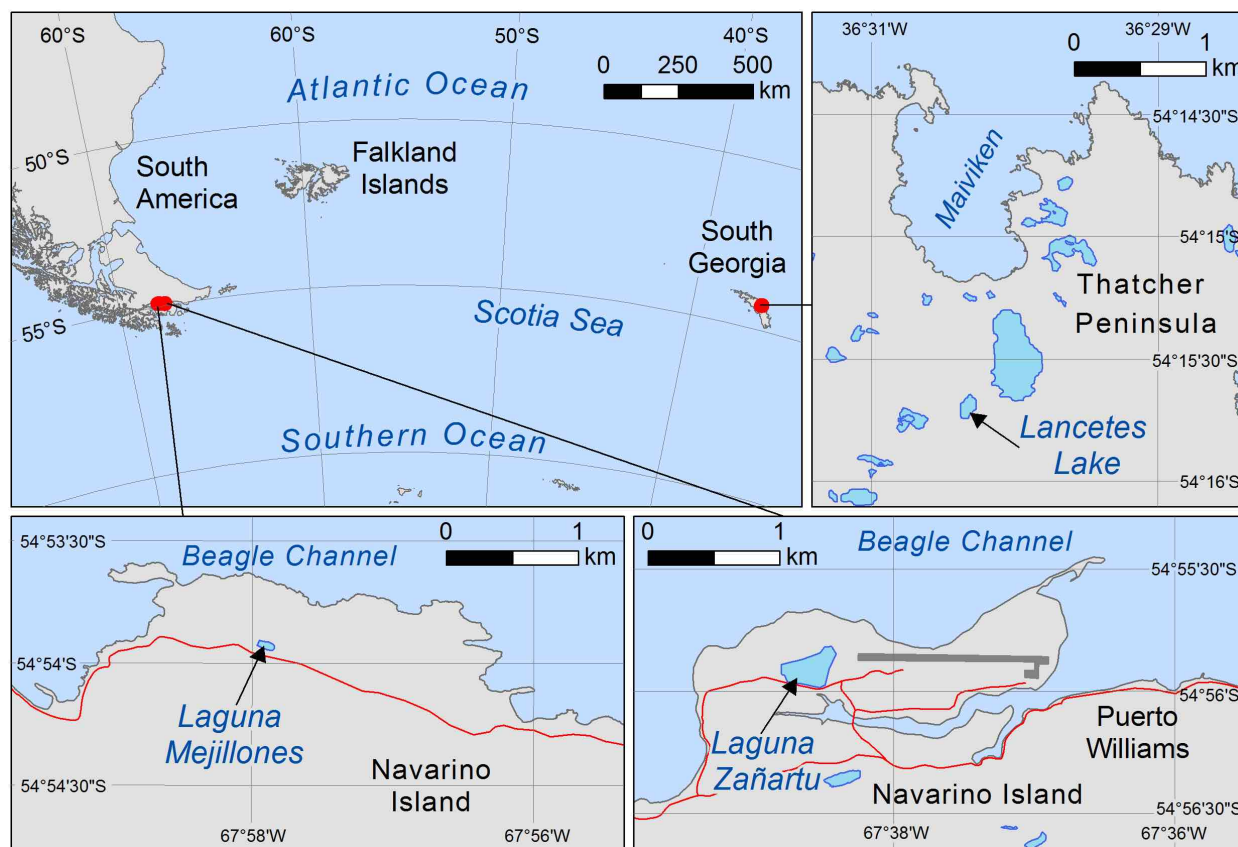 60°S
60°S
50°S
40°S
0 250 500
km
Atlantic Ocean
50°S
South
America
Falkland
Islands
South
Georgia
55°S
Scotia Sea
Southern Ocean
36°31'W
36°29'W
0 1
km
54°14'30"S
Maiviken
54°15'S
Thatcher
Peninsula
54°15'30"S
Lancetes
Lake
54°16'S
54°53'30"S
Beagle Channel
0 1
km
54°54'S
Laguna
Mejillones
Navarino
Island
54°54'30"S
67°58'W
67°56'W
0 1
km
Beagle Channel
54°55'30"S
54°56'S
Puerto
Williams
Laguna
Zañartu
Navarino Island
54°56'30"S
67°38'W
67°36'W